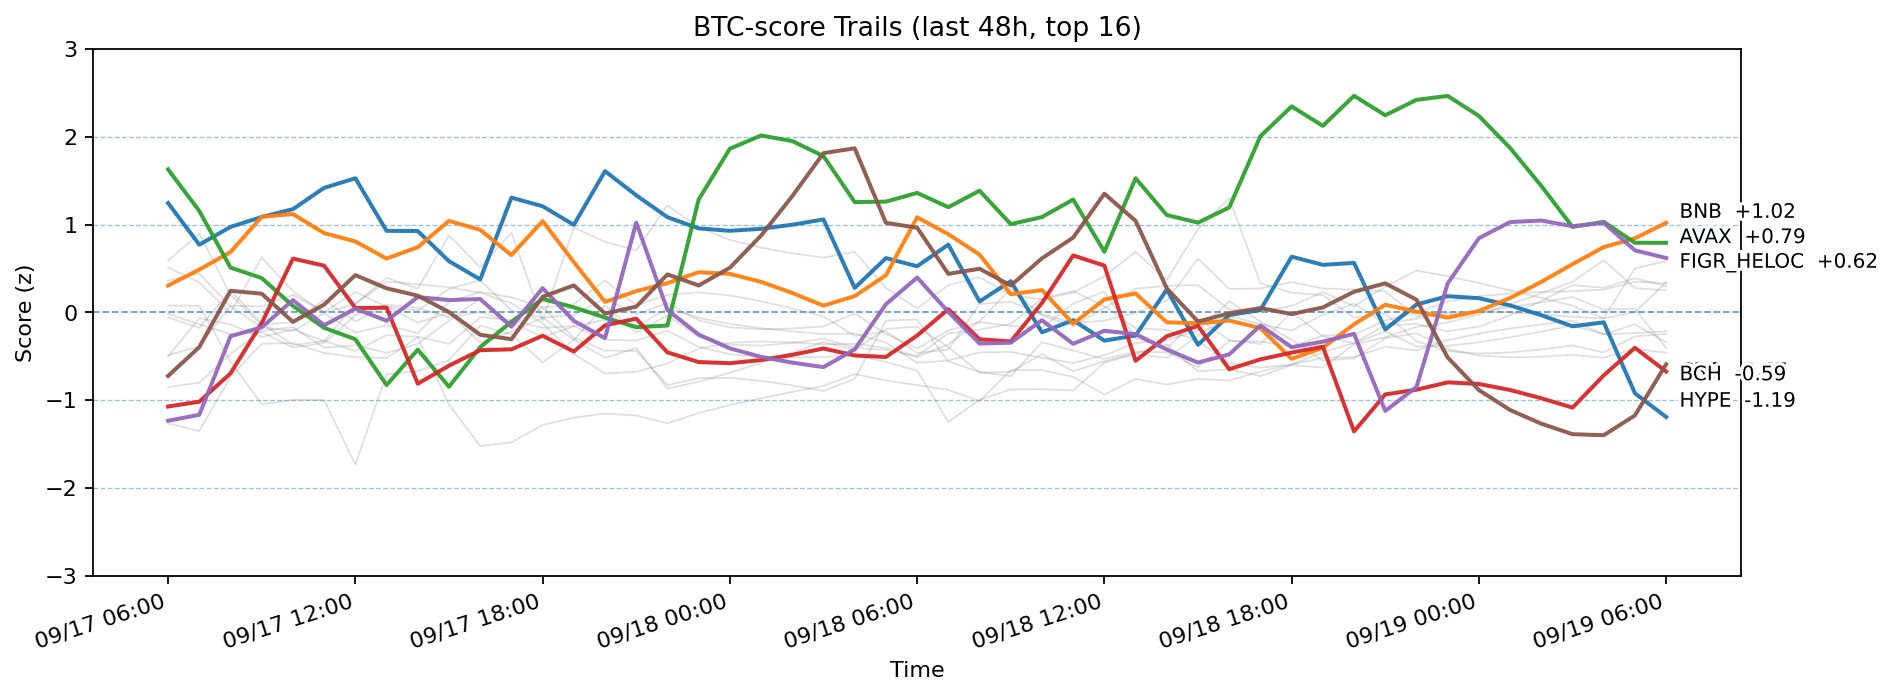 BTC-score Trails (last 48h, top 16)
Score (z)
3
2
1
0
−1
−2
−3
BNB  +1.02
AVAX  +0.79
FIGR_HELOC  +0.62
BCH  -0.59
HYPE  -1.19
09/17 06:00
09/17 12:00
09/17 18:00
09/18 00:00
09/18 06:00
09/18 12:00
09/18 18:00
09/19 00:00
09/19 06:00
Time